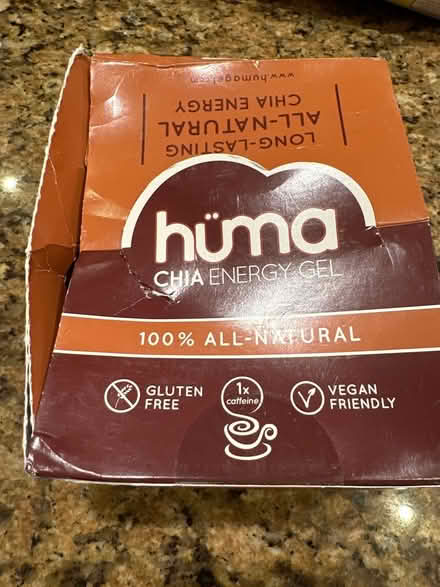 www.humagel.com
LONG-LASTING
ALL-NATURAL
CHIA ENERGY
hüma
CHIA ENERGY GEL
100% ALL-NATURAL
GLUTEN
FREE
1x
caffeine
VEGAN
FRIENDLY